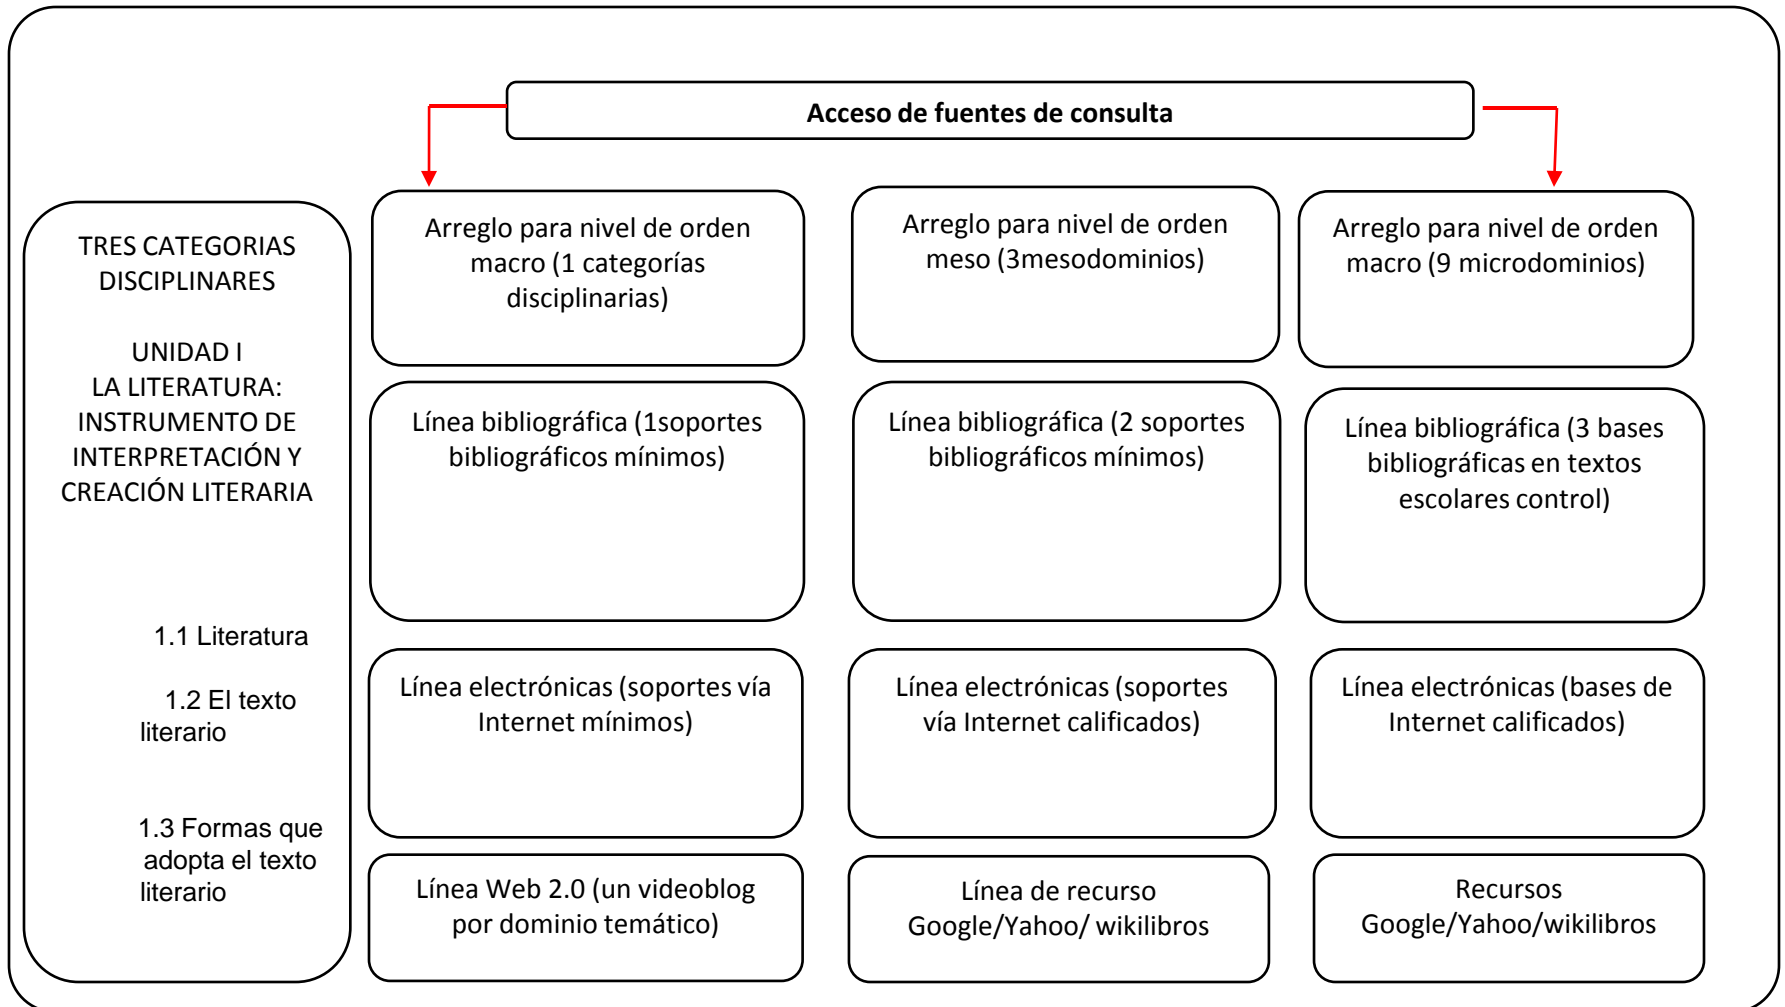 Acceso de fuentes de consulta
TRES CATEGORIAS
DISCIPLINARES
UNIDAD I
LA LITERATURA:
INSTRUMENTO DE
INTERPRETACIÓN Y
CREACIÓN LITERARIA
1.1 Literatura
1.2 El texto
literario
1.3 Formas que
adopta el texto
literario
Arreglo para nivel de orden
macro (1 categorías
disciplinarias)
Arreglo para nivel de orden
meso (3mesodominios)
Arreglo para nivel de orden
macro (9 microdominios)
Línea bibliográfica (1soportes
bibliográficos mínimos)
Línea bibliográfica (2 soportes
bibliográficos mínimos)
Línea bibliográfica (3 bases
bibliográficas en textos
escolares control)
Línea electrónicas (soportes vía
Internet mínimos)
Línea electrónicas (soportes
vía Internet calificados)
Línea electrónicas (bases de
Internet calificados)
Línea Web 2.0 (un videoblog
por dominio temático)
Línea de recurso
Google/Yahoo/ wikilibros
Recursos
Google/Yahoo/wikilibros